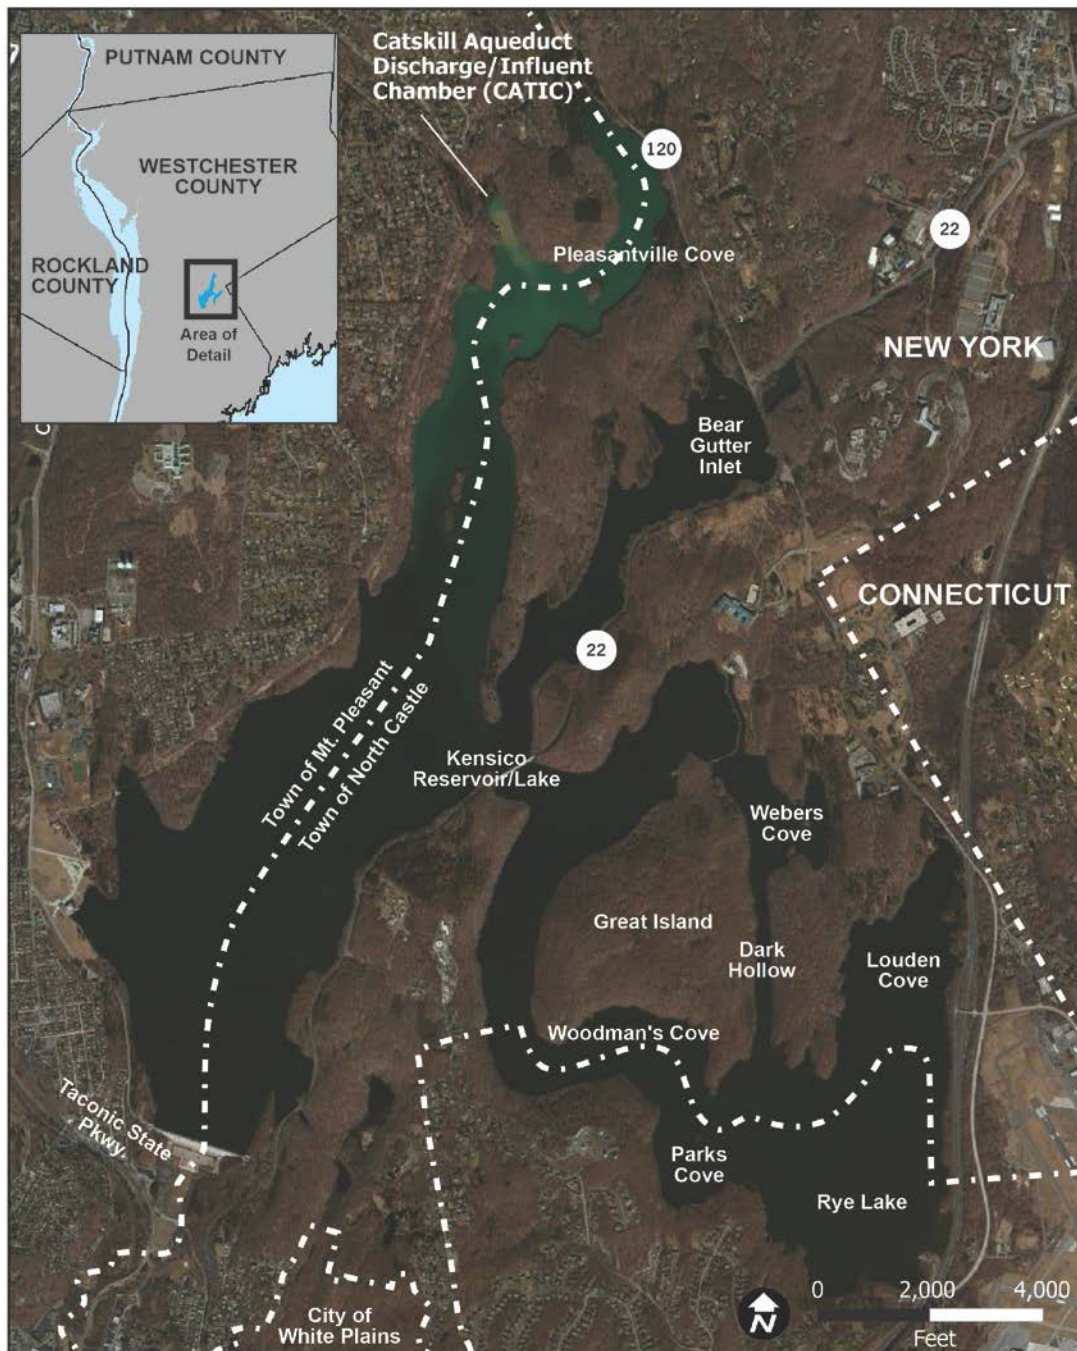 PUTNAM COUNTY
WESTCHESTER
COUNTY
ROCKLAND
COUNTY
Area of
Detail
Catskill Aqueduct
Discharge/Influent
Chamber (CATIC)
120
22
Pleasantville Cove
NEW YORK
Bear
Gutter
Inlet
CONNECTICUT
22
Town of Mt. Pleasant
Town of North Castle
Kensico
Reservoir/Lake
Webers
Cove
Great Island
Dark
Hollow
Louden
Cove
Woodman's Cove
Taconic State
Pkwy.
Parks
Cove
Rye Lake
City of
White Plains
N
0 2,000 4,000
Feet